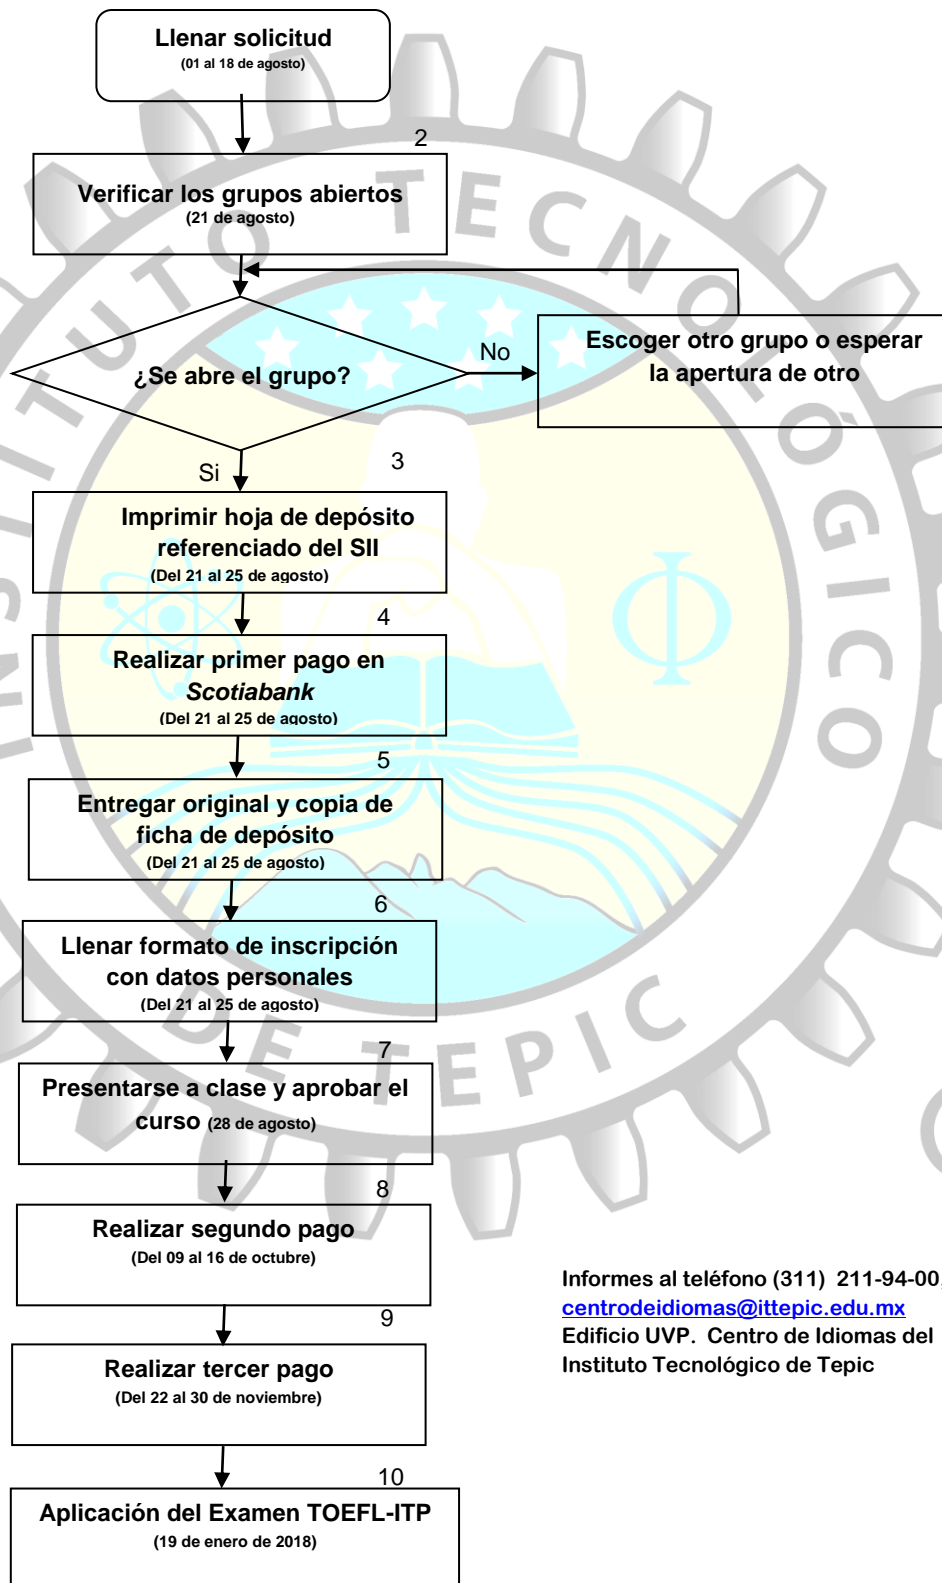 Llenar solicitud
(01 al 18 de agosto)
2
Verificar los grupos abiertos
(21 de agosto)
¿Se abre el grupo?
No
Escoger otro grupo o esperar
la apertura de otro
Si
3
Imprimir hoja de depósito
referenciado del SII
(Del 21 al 25 de agosto)
4
Realizar primer pago en
Scotiabank
(Del 21 al 25 de agosto)
5
Entregar original y copia de
ficha de depósito
(Del 21 al 25 de agosto)
6
Llenar formato de inscripción
con datos personales
(Del 21 al 25 de agosto)
7
Presentarse a clase y aprobar el
curso (28 de agosto)
8
Realizar segundo pago
(Del 09 al 16 de octubre)
9
Realizar tercer pago
(Del 22 al 30 de noviembre)
10
Aplicación del Examen TOEFL-ITP
(19 de enero de 2018)
Informes al teléfono (311) 211-94-00,
centrodeidiomas@ittepic.edu.mx
Edificio UVP. Centro de Idiomas del
Instituto Tecnológico de Tepic
INSTITUTO TECNOLÓGICO
DE TEPIC
Φ